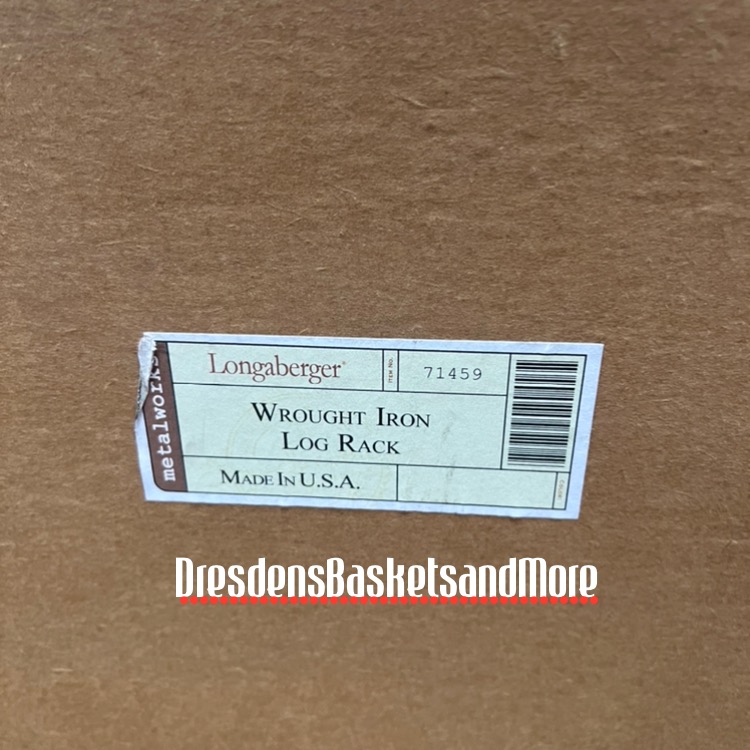 metalworks
Longaberger
ITEM NO.
71459
WROUGHT IRON
LOG RACK
MADE IN U.S.A.
DresdensBasketsandMore